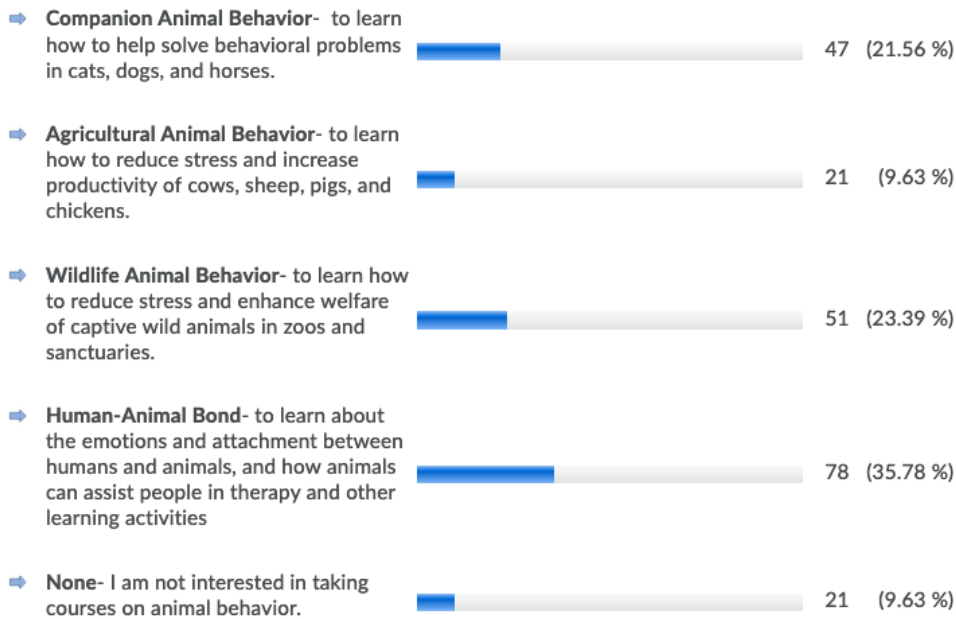 Companion Animal Behavior-  to learn
how to help solve behavioral problems
in cats, dogs, and horses.
47 (21.56 %)
Agricultural Animal Behavior- to learn
how to reduce stress and increase
productivity of cows, sheep, pigs, and
chickens.
21 (9.63 %)
Wildlife Animal Behavior- to learn how
to reduce stress and enhance welfare
of captive wild animals in zoos and
sanctuaries.
51 (23.39 %)
Human-Animal Bond- to learn about
the emotions and attachment between
humans and animals, and how animals
can assist people in therapy and other
learning activities
78 (35.78 %)
None- I am not interested in taking
courses on animal behavior.
21 (9.63 %)